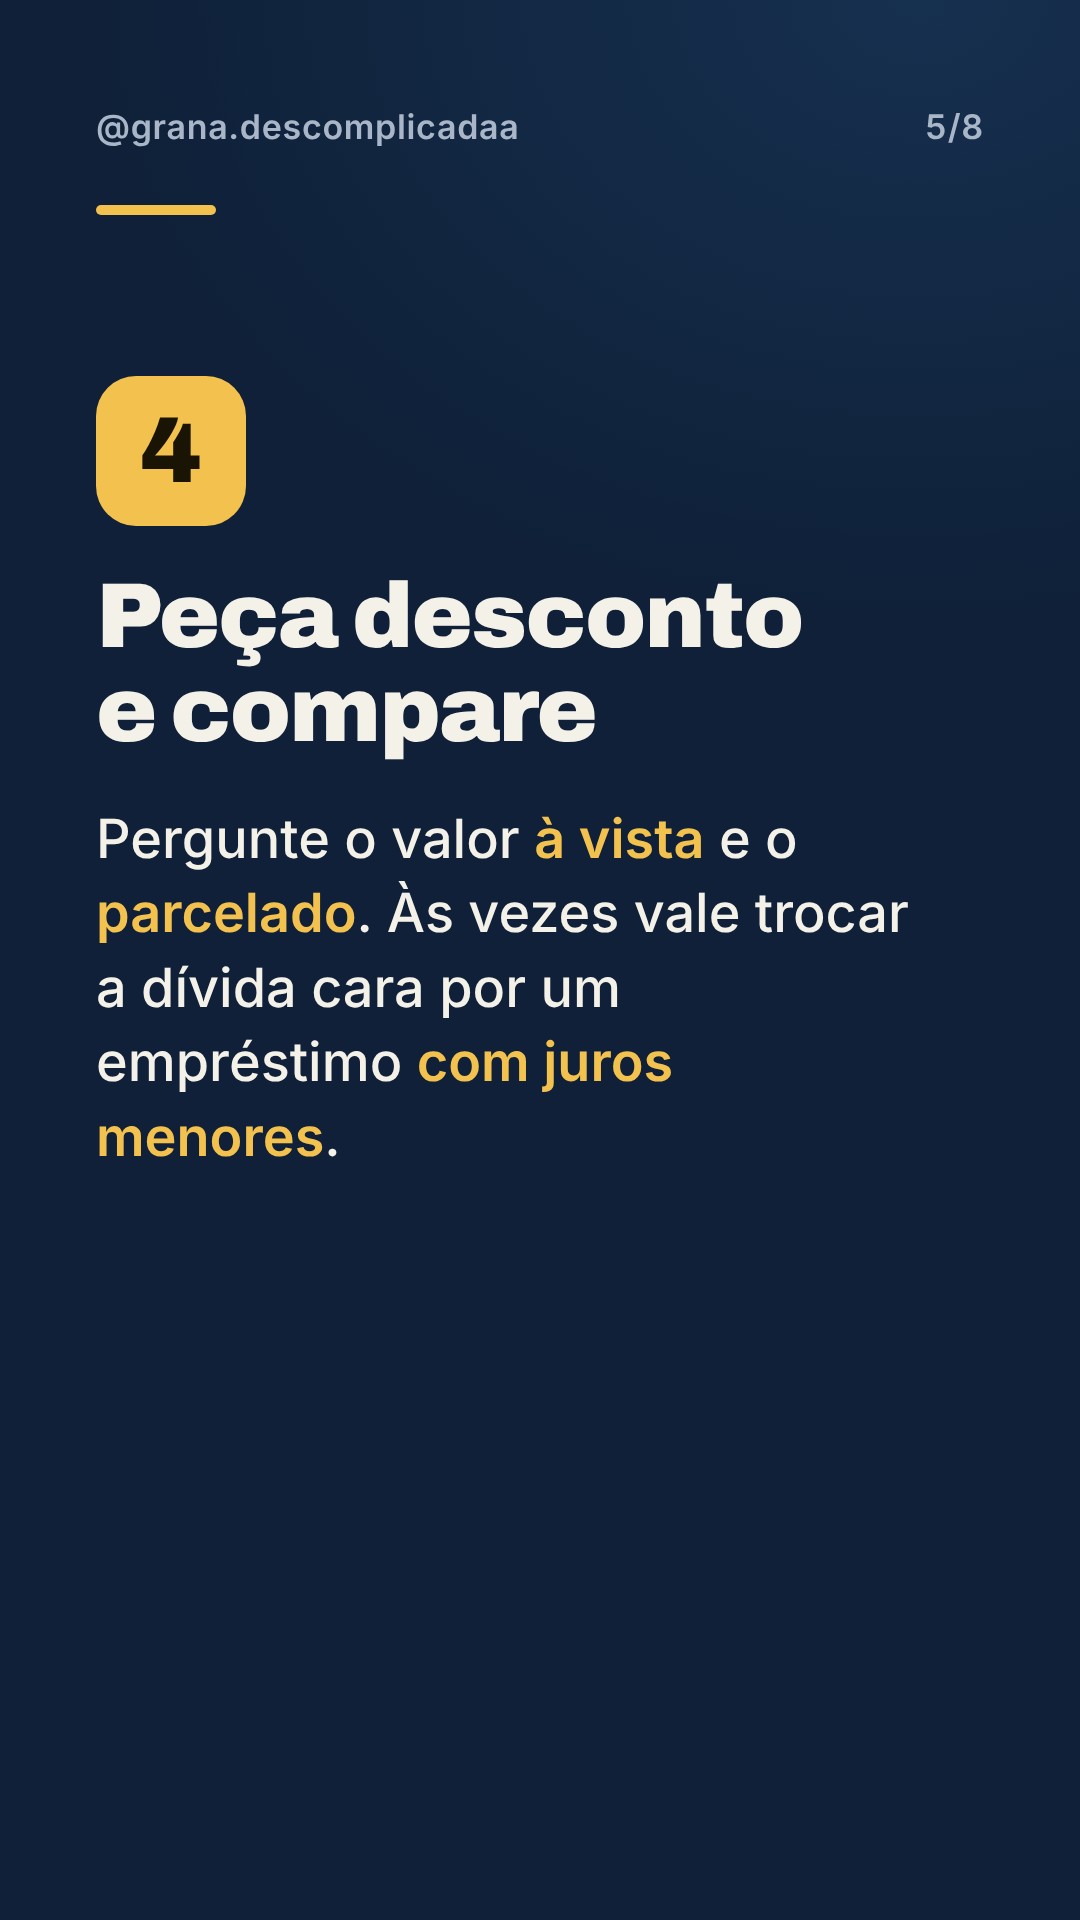 @grana.descomplicadaa
5/8
4
Peça desconto
e compare
Pergunte o valor à vista e o
parcelado. Às vezes vale trocar
a dívida cara por um
empréstimo com juros
menores.